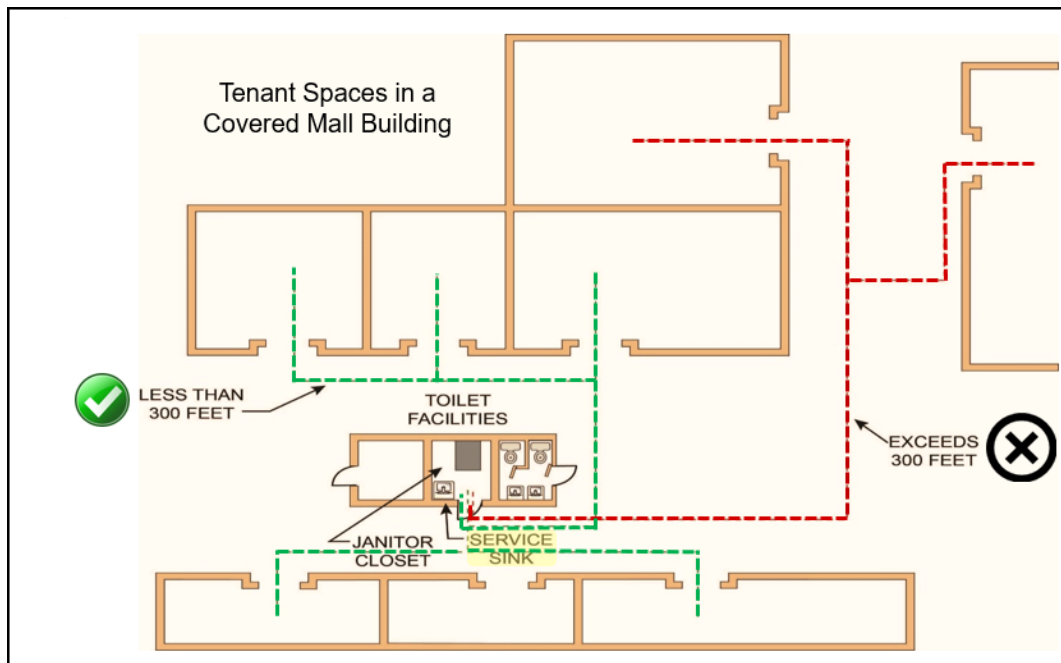 Tenant Spaces in a
Covered Mall Building
LESS THAN
300 FEET
TOILET
FACILITIES
EXCEEDS
300 FEET
JANITOR
CLOSET
SERVICE
SINK